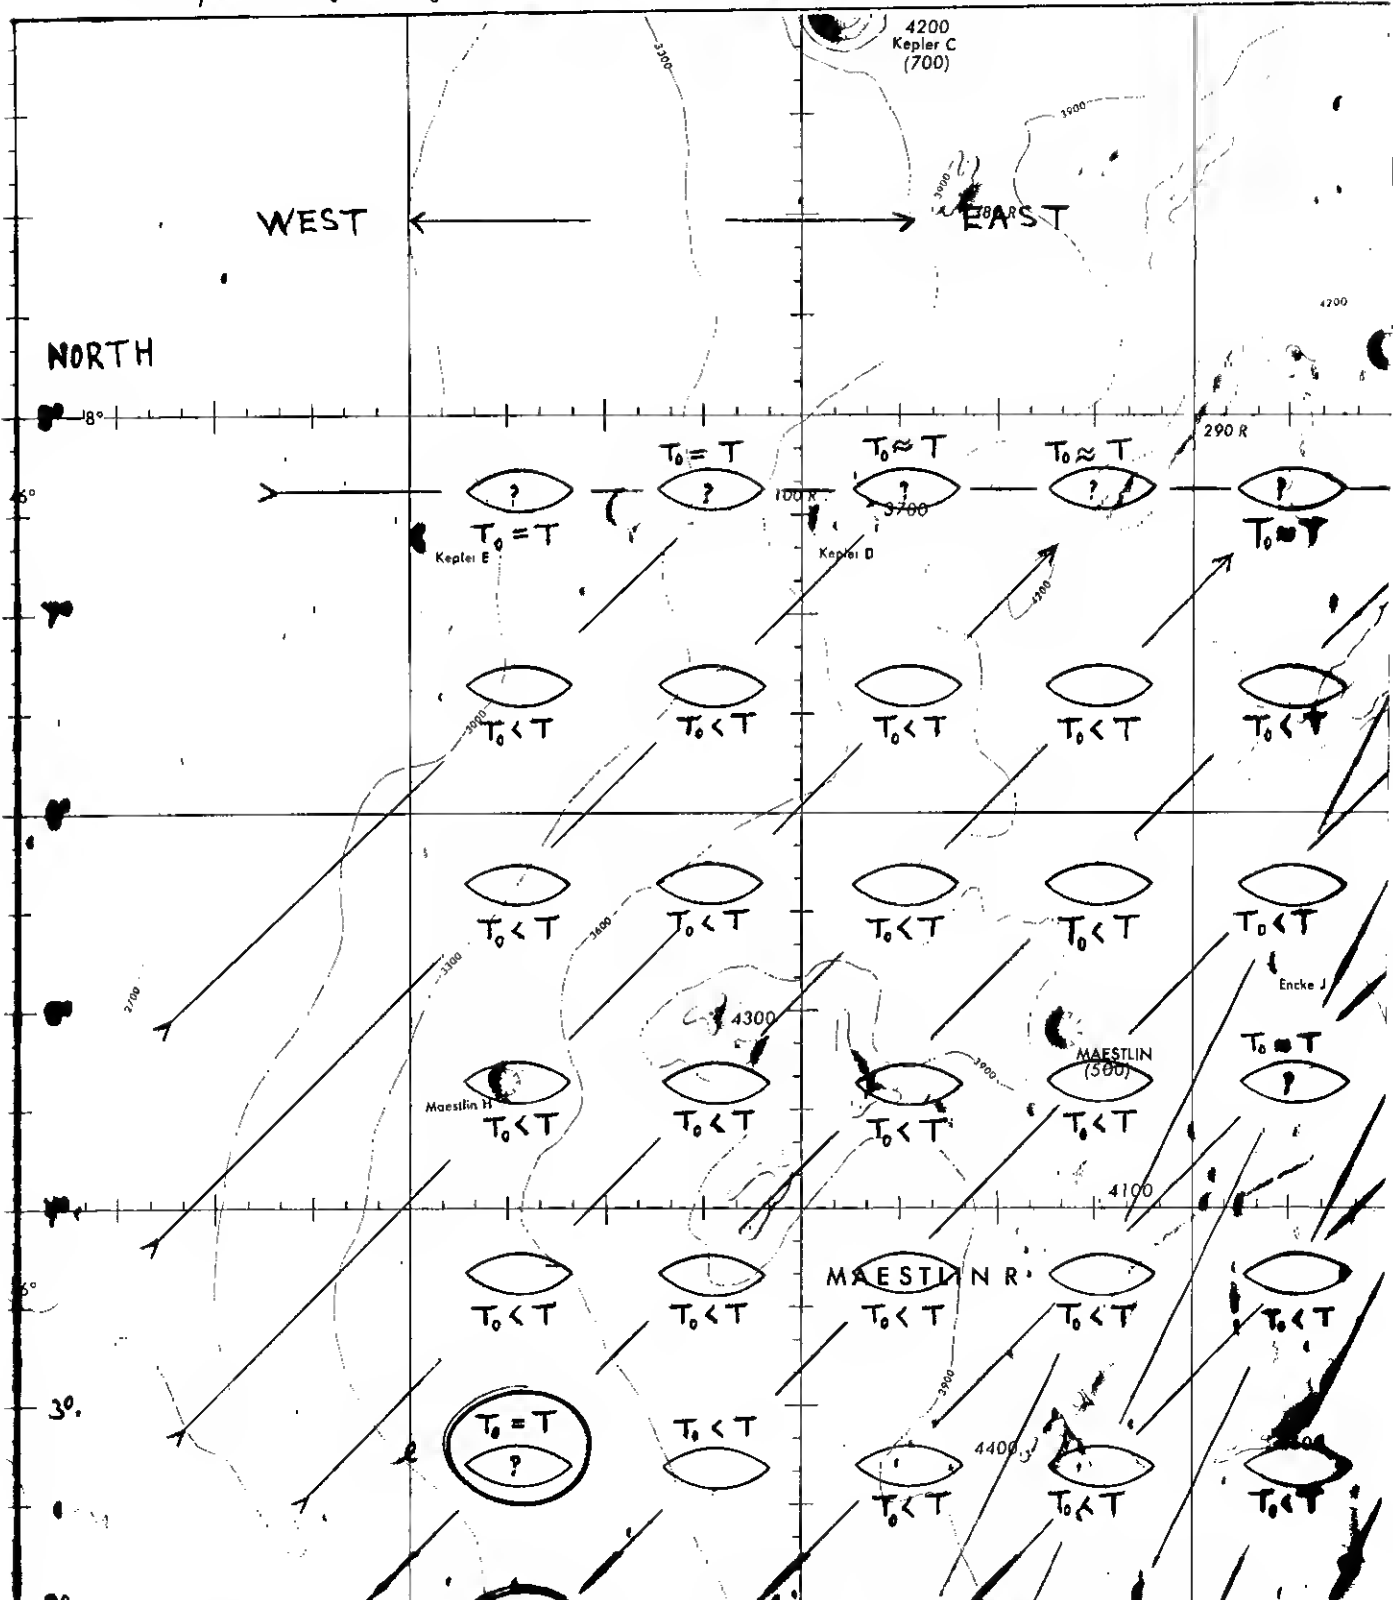 4200
Kepler C
(700)
3300
3900
3900
WEST
380 R
EAST
4200
NORTH
8°
290 R
T₀ = T
T₀ ≈ T
T₀ ≈ T
?
?
100 R
?
?
?
3700
T₀ = T
T₀ ≈ T
Kepler E
Kepler D
4200
7°
3000
T₀ < T
T₀ < T
T₀ < T
T₀ < T
T₀ < T
3600
T₀ < T
T₀ < T
T₀ < T
T₀ < T
T₀ < T
3300
2700
Encke J
4300
MAESTLIN
(500)
T₀ ≈ T
3900
?
Maestlin H
T₀ < T
T₀ < T
T₀ < T
T₀ < T
4100
MAESTLIN R
T₀ < T
T₀ < T
T₀ < T
T₀ < T
T₀ < T
3900
3°.
T₀ = T
T₀ < T
?
4400
T₀ < T
T₀ < T
T₀ < T